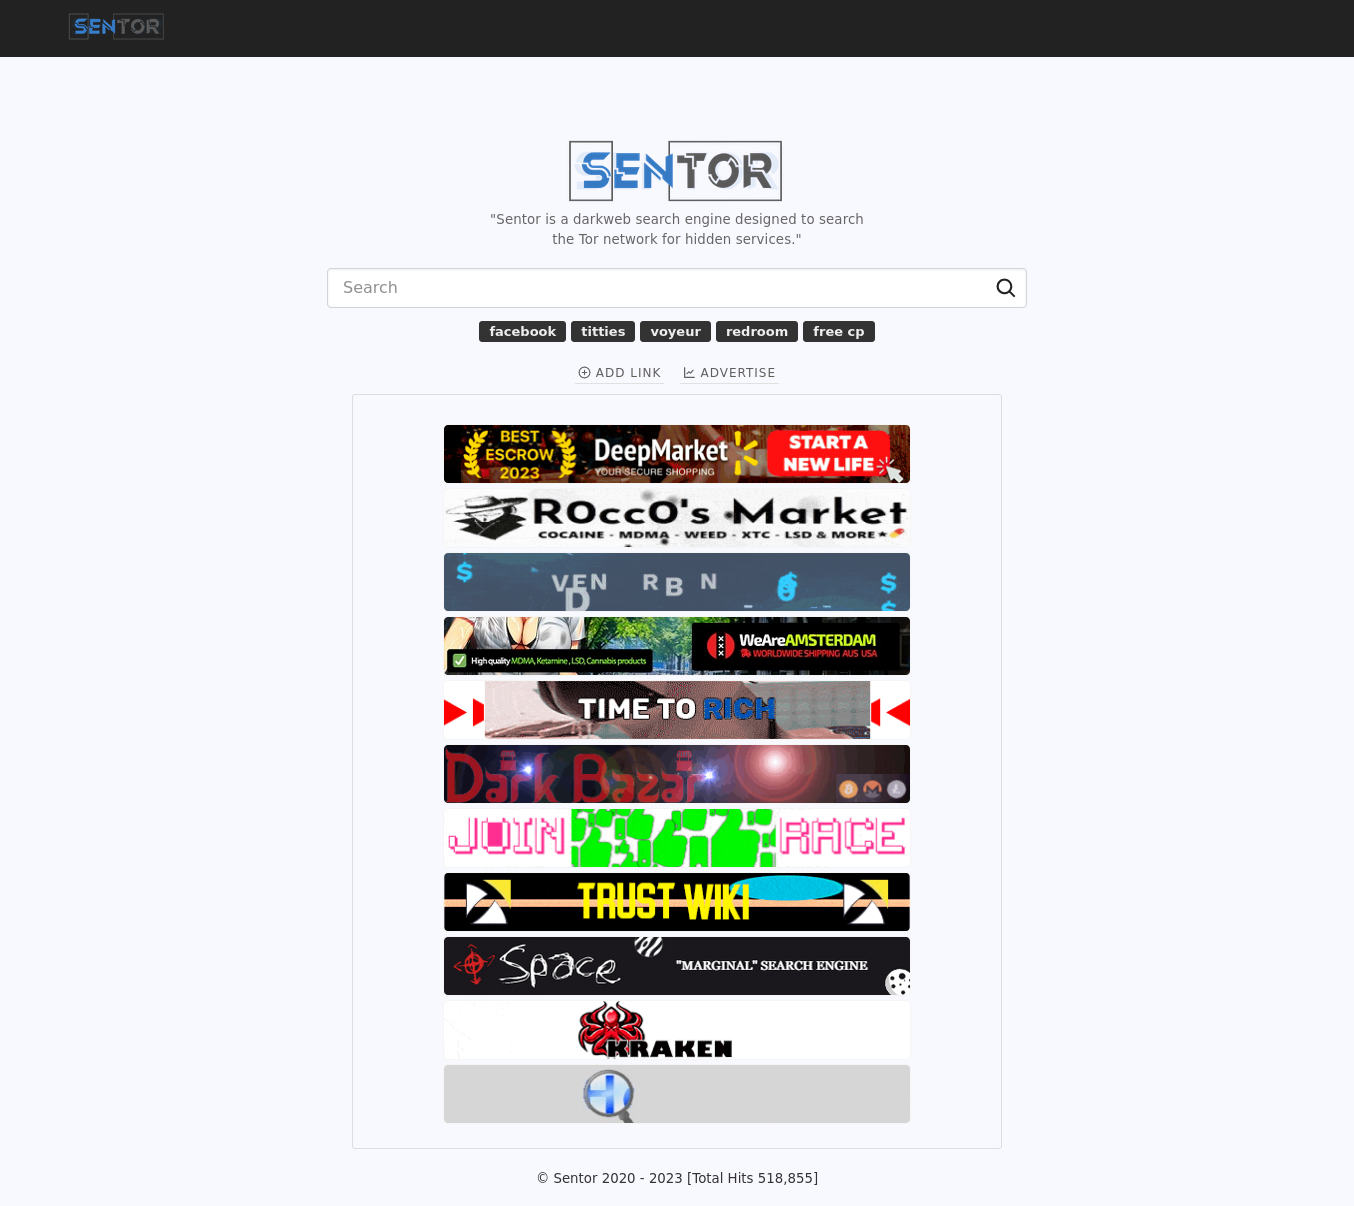 SENTOR
SENTOR
"Sentor is a darkweb search engine designed to search
the Tor network for hidden services."
Search
facebook titties voyeur redroom free cp
ADD LINK ADVERTISE
BEST
ESCROW
2023
DeepMarket
YOUR SECURE SHOPPING
START A
NEW LIFE
ROccO's Market
COCAINE - MDMA - WEED - XTC - LSD & MORE
VEN R B N
D
High quality MDMA, Ketamine, LSD, Cannabis products
WeAreAMSTERDAM
WORLDWIDE SHIPPING AUS USA
TIME TO RICH
Dark Bazar
JOIN RACE
TRUST WIKI
Space
"MARGINAL" SEARCH ENGINE
KRAKEN
© Sentor 2020 - 2023 [Total Hits 518,855]